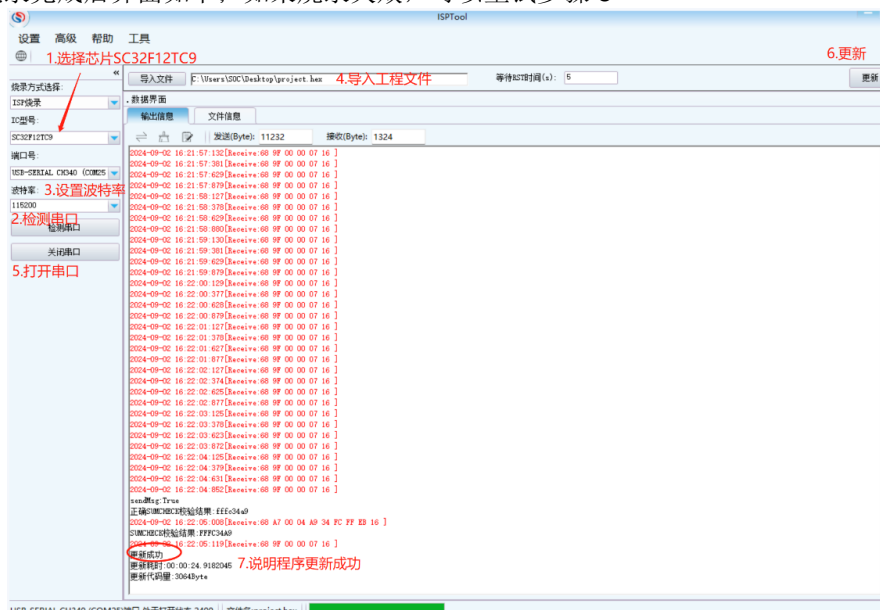 ISPTool
设置 高级 帮助 工具
1.选择芯片SC32F12TC9
6.更新
«
导入文件 C:\Users\SOC\Desktop\project.hex 4.导入工程文件 等待RST时间(s): 5 更新
烧录方式选择:
ISP烧录
数据界面
输出信息 文件信息
IC型号:
SC32F12TC9
发送(Byte): 11232 接收(Byte): 1324
端口号:
USB-SERIAL CH340 (COM25
波特率: 3.设置波特率
115200
2.检测串口
检测串口
关闭串口
5.打开串口
2024-09-02 16:21:57:132[Receive:68 9F 00 00 07 16 ]
2024-09-02 16:21:57:381[Receive:68 9F 00 00 07 16 ]
2024-09-02 16:21:57:629[Receive:68 9F 00 00 07 16 ]
2024-09-02 16:21:57:879[Receive:68 9F 00 00 07 16 ]
2024-09-02 16:21:58:127[Receive:68 9F 00 00 07 16 ]
2024-09-02 16:21:58:378[Receive:68 9F 00 00 07 16 ]
2024-09-02 16:21:58:629[Receive:68 9F 00 00 07 16 ]
2024-09-02 16:21:58:880[Receive:68 9F 00 00 07 16 ]
2024-09-02 16:21:59:130[Receive:68 9F 00 00 07 16 ]
2024-09-02 16:21:59:381[Receive:68 9F 00 00 07 16 ]
2024-09-02 16:21:59:629[Receive:68 9F 00 00 07 16 ]
2024-09-02 16:21:59:879[Receive:68 9F 00 00 07 16 ]
2024-09-02 16:22:00:129[Receive:68 9F 00 00 07 16 ]
2024-09-02 16:22:00:377[Receive:68 9F 00 00 07 16 ]
2024-09-02 16:22:00:628[Receive:68 9F 00 00 07 16 ]
2024-09-02 16:22:00:879[Receive:68 9F 00 00 07 16 ]
2024-09-02 16:22:01:127[Receive:68 9F 00 00 07 16 ]
2024-09-02 16:22:01:378[Receive:68 9F 00 00 07 16 ]
2024-09-02 16:22:01:627[Receive:68 9F 00 00 07 16 ]
2024-09-02 16:22:01:877[Receive:68 9F 00 00 07 16 ]
2024-09-02 16:22:02:127[Receive:68 9F 00 00 07 16 ]
2024-09-02 16:22:02:374[Receive:68 9F 00 00 07 16 ]
2024-09-02 16:22:02:625[Receive:68 9F 00 00 07 16 ]
2024-09-02 16:22:02:877[Receive:68 9F 00 00 07 16 ]
2024-09-02 16:22:03:125[Receive:68 9F 00 00 07 16 ]
2024-09-02 16:22:03:378[Receive:68 9F 00 00 07 16 ]
2024-09-02 16:22:03:623[Receive:68 9F 00 00 07 16 ]
2024-09-02 16:22:03:872[Receive:68 9F 00 00 07 16 ]
2024-09-02 16:22:04:125[Receive:68 9F 00 00 07 16 ]
2024-09-02 16:22:04:379[Receive:68 9F 00 00 07 16 ]
2024-09-02 16:22:04:631[Receive:68 9F 00 00 07 16 ]
2024-09-02 16:22:04:852[Receive:68 9F 00 00 07 16 ]
sendMsg:True
正确SUMCHECK校验结果:fffc34a9
2024-09-02 16:22:05:008[Receive:68 A7 00 04 A9 34 FC FF EB 16 ]
SUMCHECK校验结果:FFFC34A9
2024-09-02 16:22:05:119[Receive:68 9F 00 00 07 16 ]
更新成功
更新耗时:00:00:24.9182045 7.说明程序更新成功
更新代码量:3064Byte